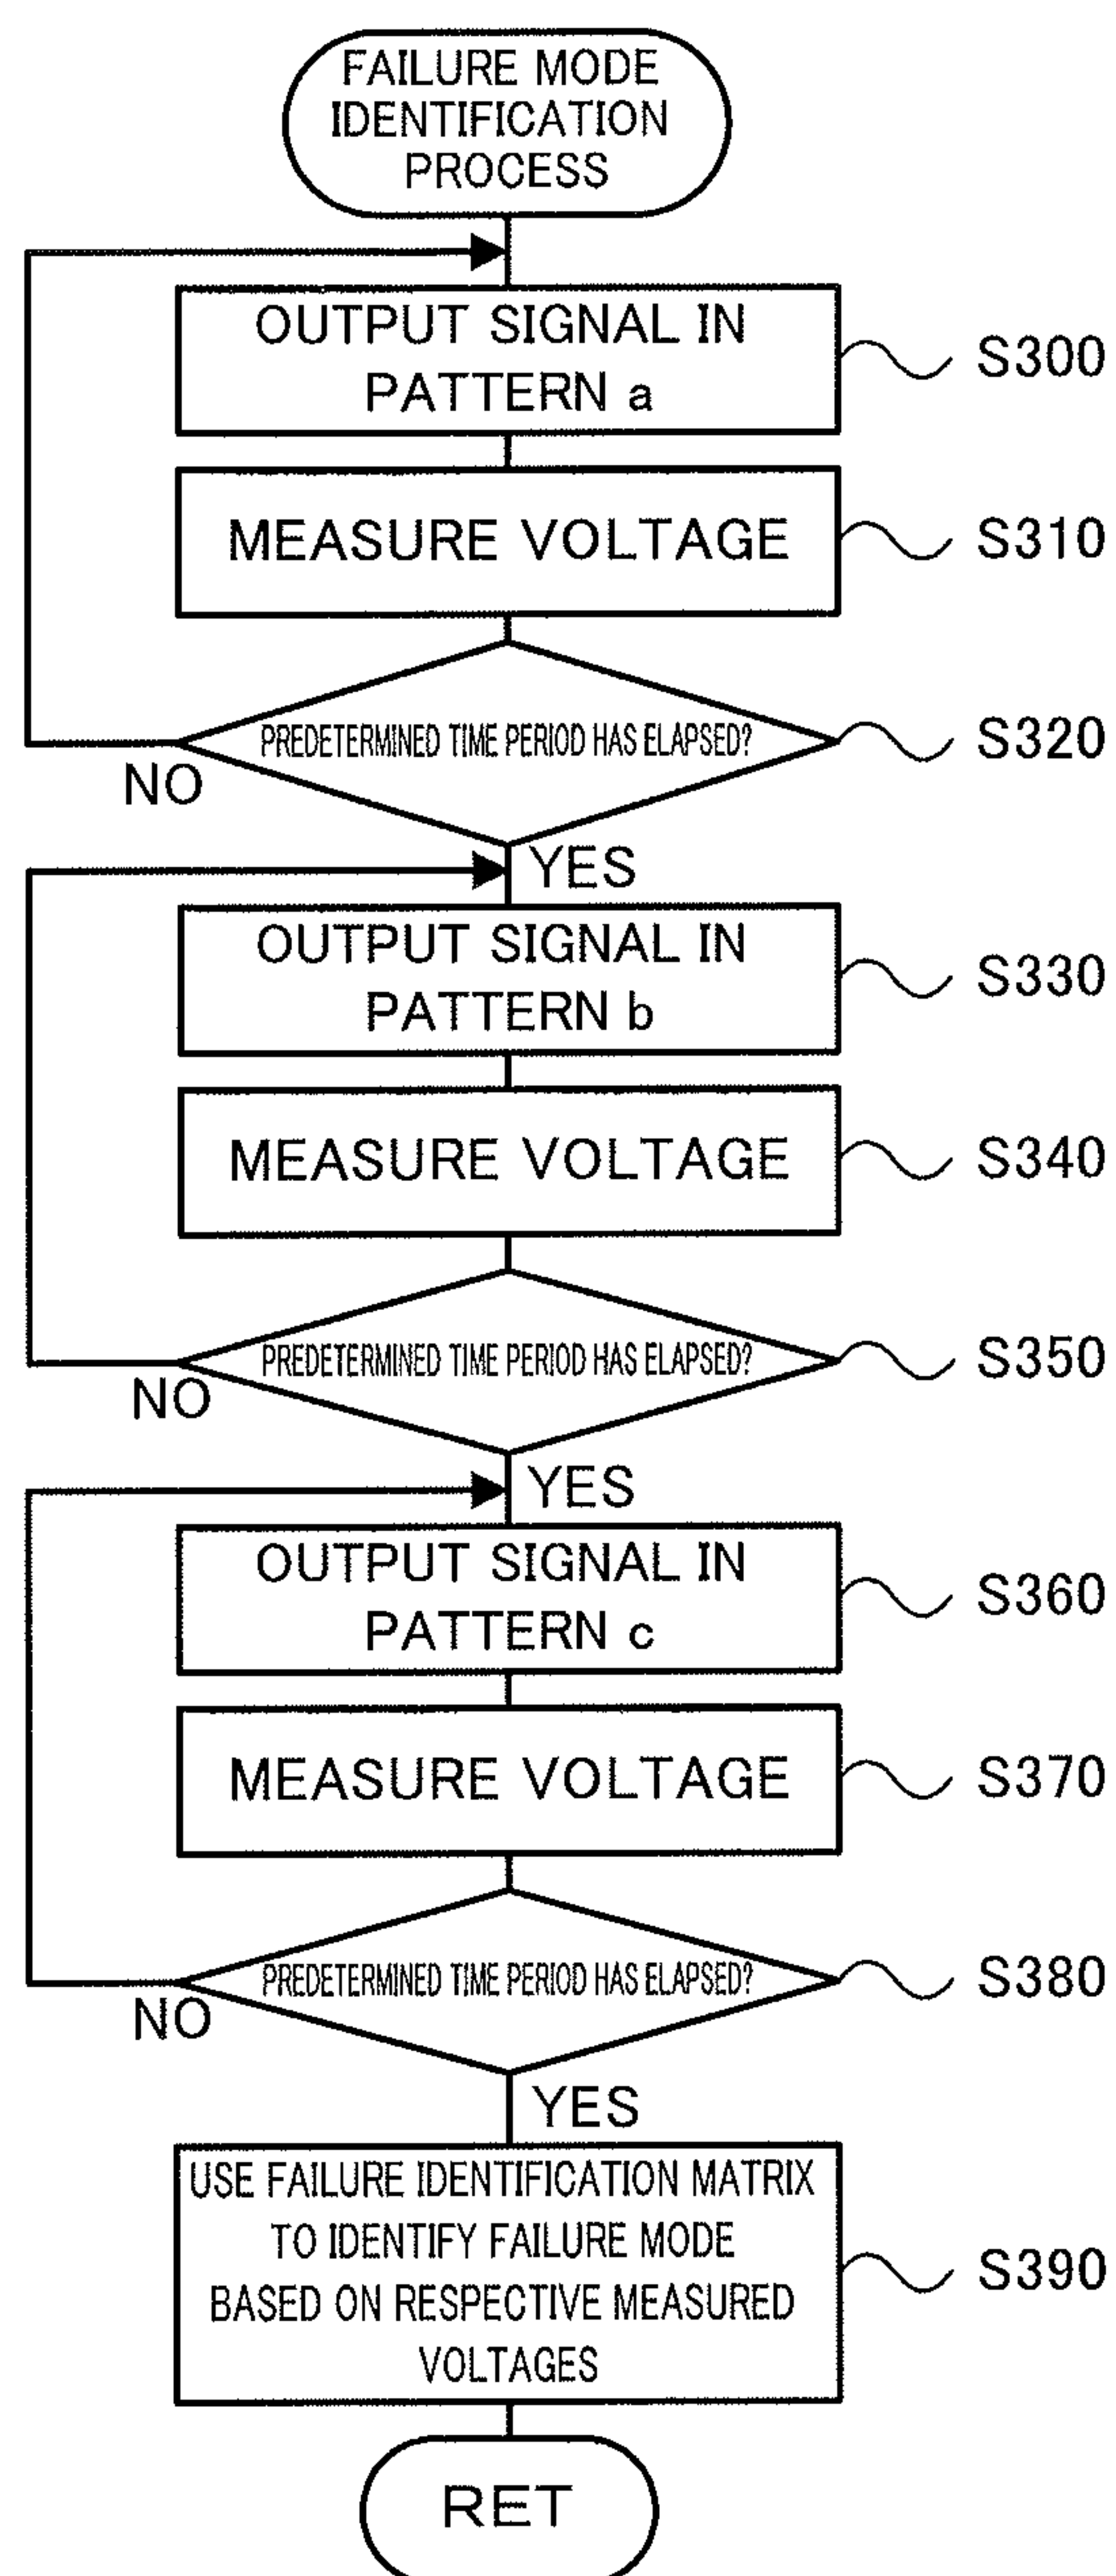 FAILURE MODE
IDENTIFICATION
PROCESS
OUTPUT SIGNAL IN
PATTERN a
S300
MEASURE VOLTAGE
S310
PREDETERMINED TIME PERIOD HAS ELAPSED?
S320
NO
YES
OUTPUT SIGNAL IN
PATTERN b
S330
MEASURE VOLTAGE
S340
PREDETERMINED TIME PERIOD HAS ELAPSED?
S350
NO
YES
OUTPUT SIGNAL IN
PATTERN c
S360
MEASURE VOLTAGE
S370
PREDETERMINED TIME PERIOD HAS ELAPSED?
S380
NO
YES
USE FAILURE IDENTIFICATION MATRIX
TO IDENTIFY FAILURE MODE
BASED ON RESPECTIVE MEASURED
VOLTAGES
S390
RET